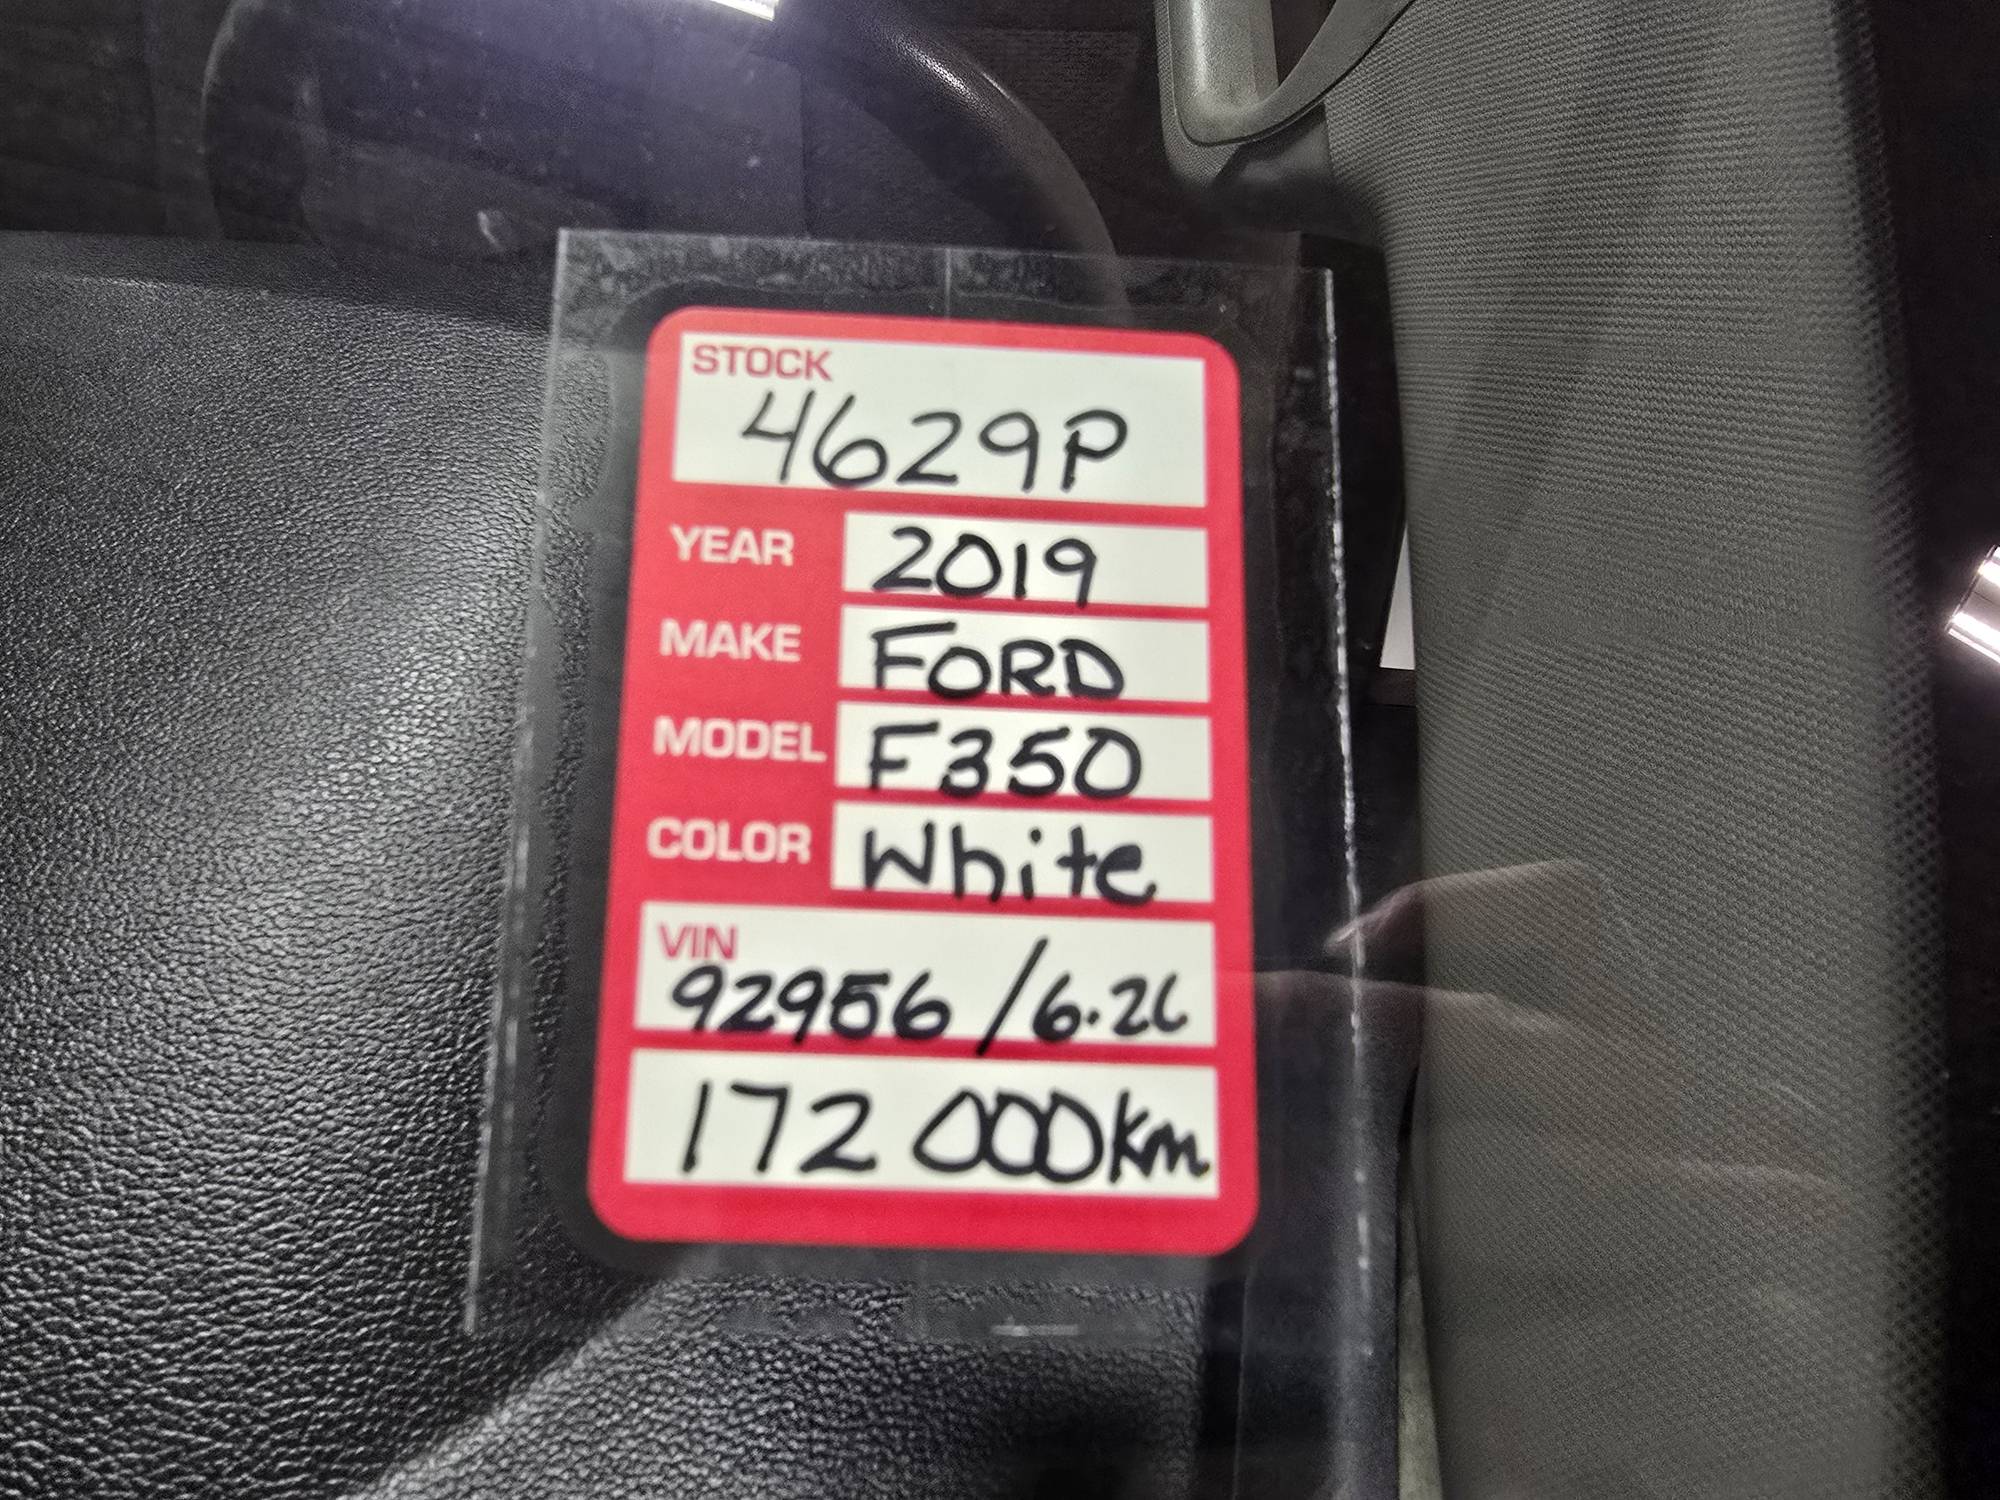 STOCK
4629P
YEAR 2019
MAKE FORD
MODEL F350
COLOR White
VIN
92956/6.2L
172 000km